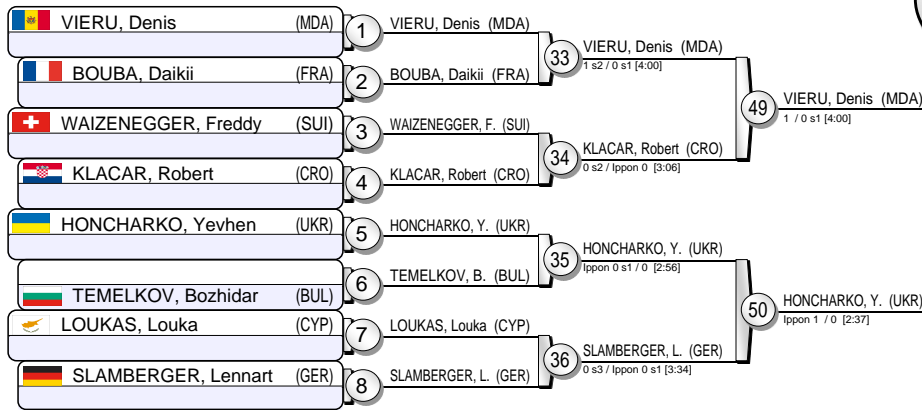 VIERU, Denis (MDA)
BOUBA, Daikii (FRA)
WAIZENEGGER, Freddy (SUI)
KLACAR, Robert (CRO)
HONCHARKO, Yevhen (UKR)
TEMELKOV, Bozhidar (BUL)
LOUKAS, Louka (CYP)
SLAMBERGER, Lennart (GER)
1
2
3
4
5
6
7
8
VIERU, Denis (MDA)
BOUBA, Daikii (FRA)
WAIZENEGGER, F. (SUI)
KLACAR, Robert (CRO)
HONCHARKO, Y. (UKR)
TEMELKOV, B. (BUL)
LOUKAS, Louka (CYP)
SLAMBERGER, L. (GER)
33
34
35
36
VIERU, Denis (MDA)
1 s2 / 0 s1 [4:00]
KLACAR, Robert (CRO)
0 s2 / Ippon 0 [3:06]
HONCHARKO, Y. (UKR)
Ippon 0 s1 / 0 [2:56]
SLAMBERGER, L. (GER)
0 s3 / Ippon 0 s1 [3:34]
49
50
VIERU, Denis (MDA)
1 / 0 s1 [4:00]
HONCHARKO, Y. (UKR)
Ippon 1 / 0 [2:37]